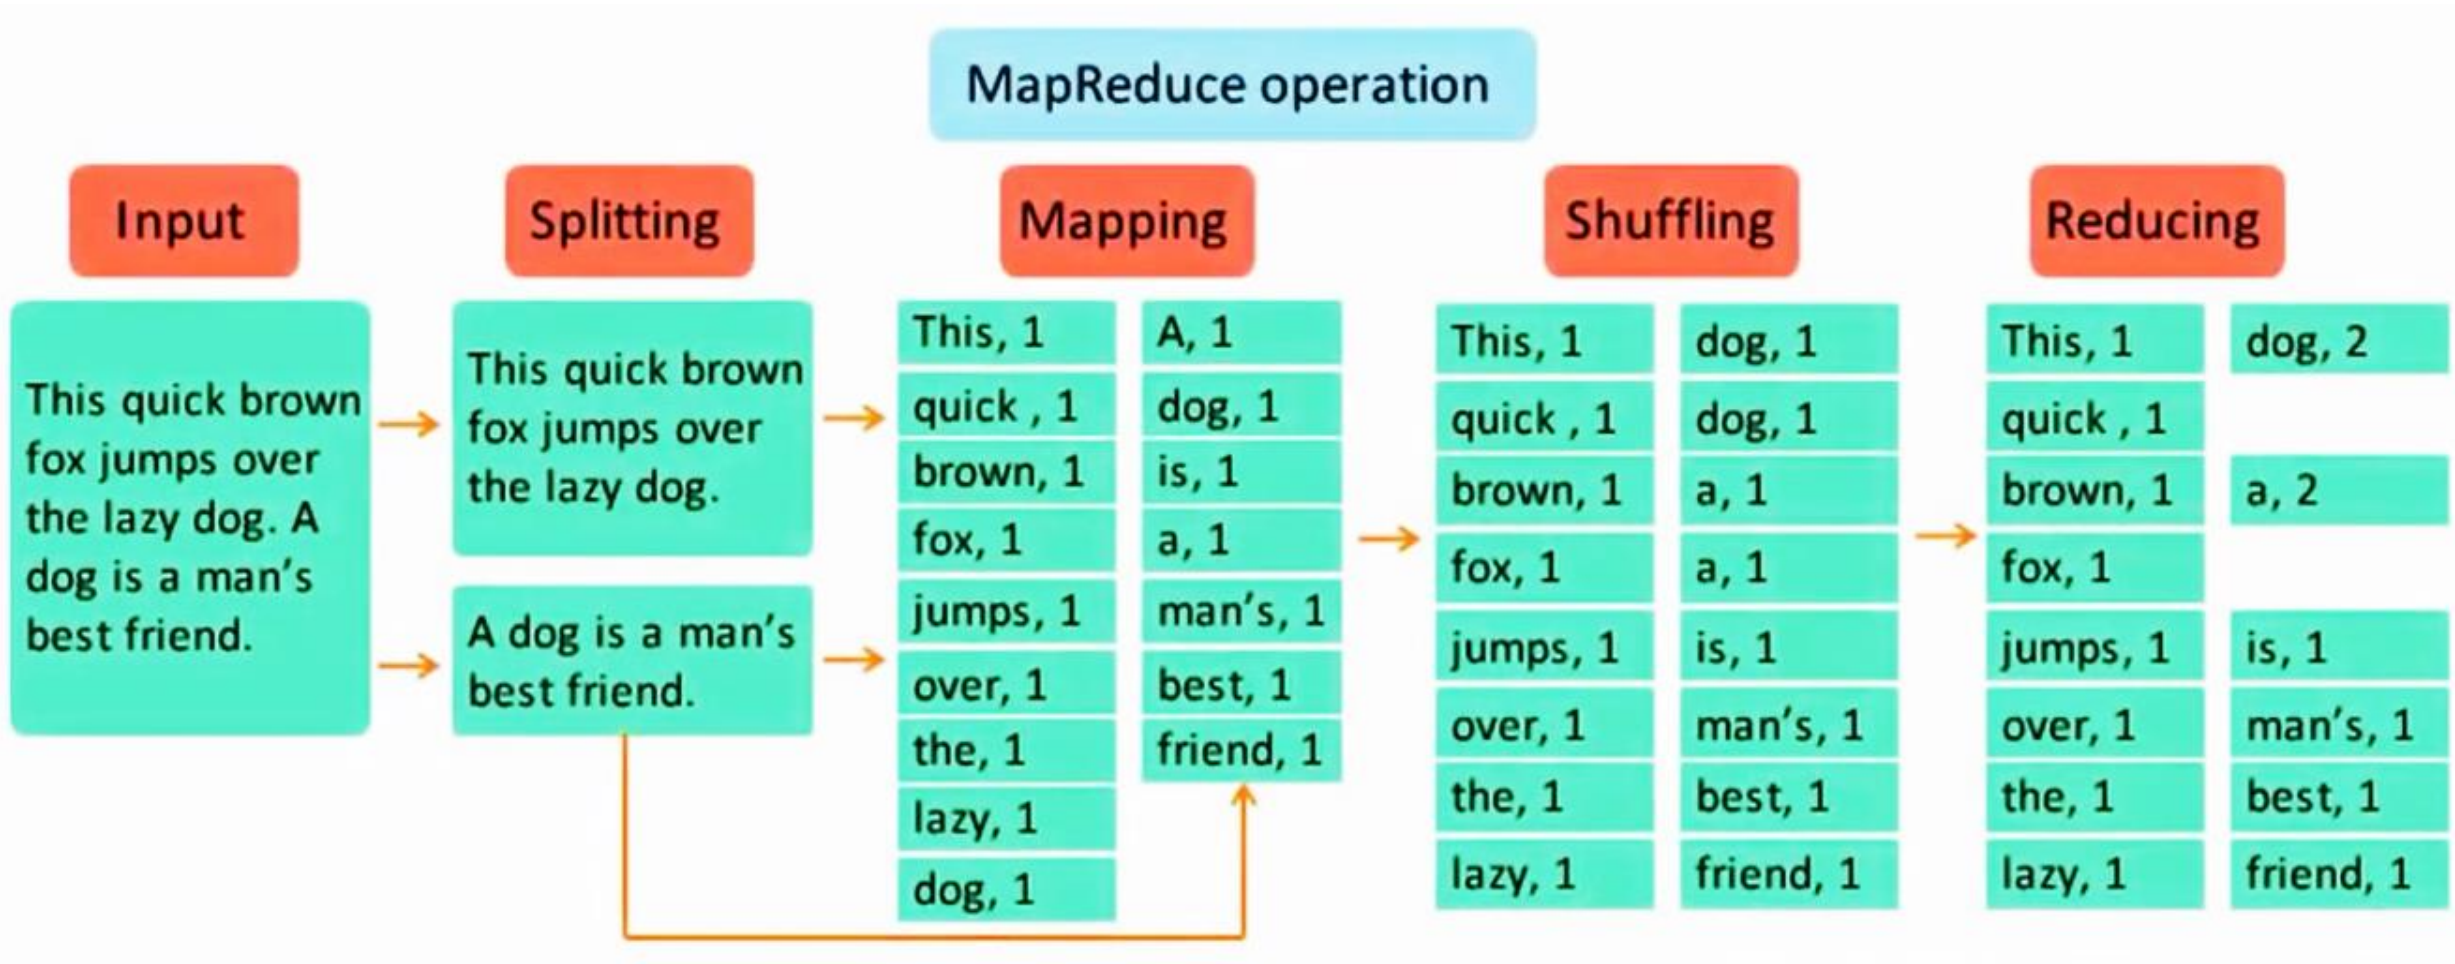 MapReduce operation
Input
Splitting
Mapping
Shuffling
Reducing
This quick brown
fox jumps over
the lazy dog. A
dog is a man's
best friend.
This quick brown
fox jumps over
the lazy dog.
A dog is a man's
best friend.
This, 1
quick , 1
brown, 1
fox, 1
jumps, 1
over, 1
the, 1
lazy, 1
dog, 1
A, 1
dog, 1
is, 1
a, 1
man's, 1
best, 1
friend, 1
This, 1
quick , 1
brown, 1
fox, 1
jumps, 1
over, 1
the, 1
lazy, 1
dog, 1
dog, 1
a, 1
a, 1
is, 1
man's, 1
best, 1
friend, 1
This, 1
quick , 1
brown, 1
fox, 1
jumps, 1
over, 1
the, 1
lazy, 1
dog, 2
a, 2
is, 1
man's, 1
best, 1
friend, 1